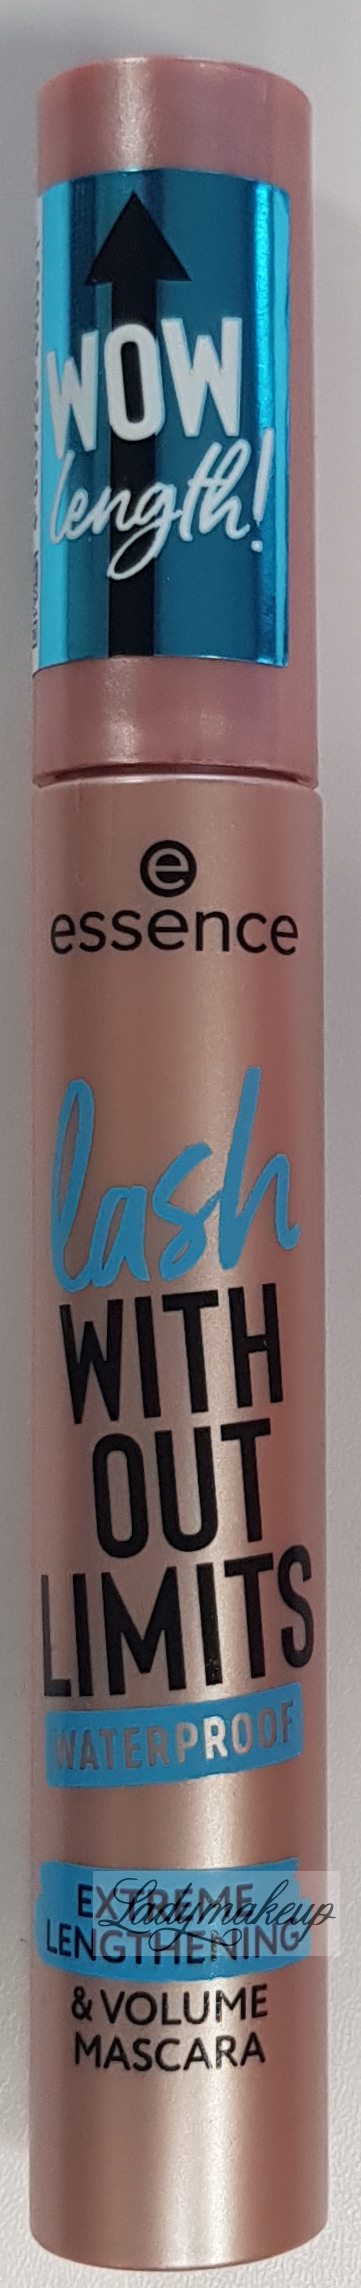 WOW
length!
e
essence
lash
WITH
OUT
LIMITS
WATERPROOF
EXTREME
Ladymakeup
LENGTHENING
& VOLUME
MASCARA